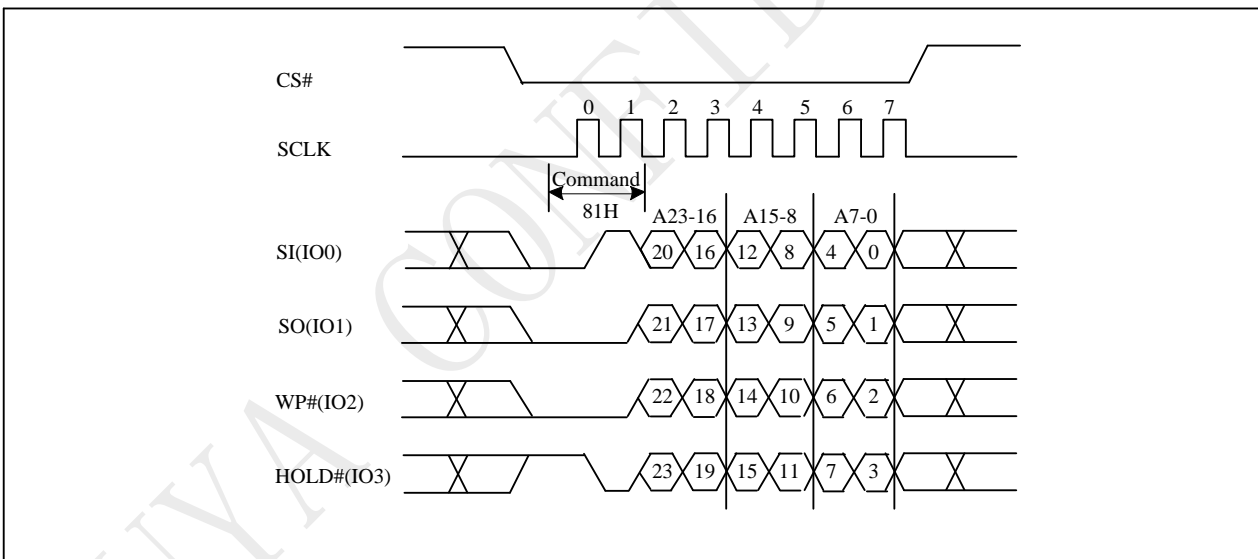 CS#
0 1 2 3 4 5 6 7
SCLK
Command
81H
A23-16 A15-8 A7-0
SI(IO0) 20 16 12 8 4 0
SO(IO1) 21 17 13 9 5 1
WP#(IO2) 22 18 14 10 6 2
HOLD#(IO3) 23 19 15 11 7 3